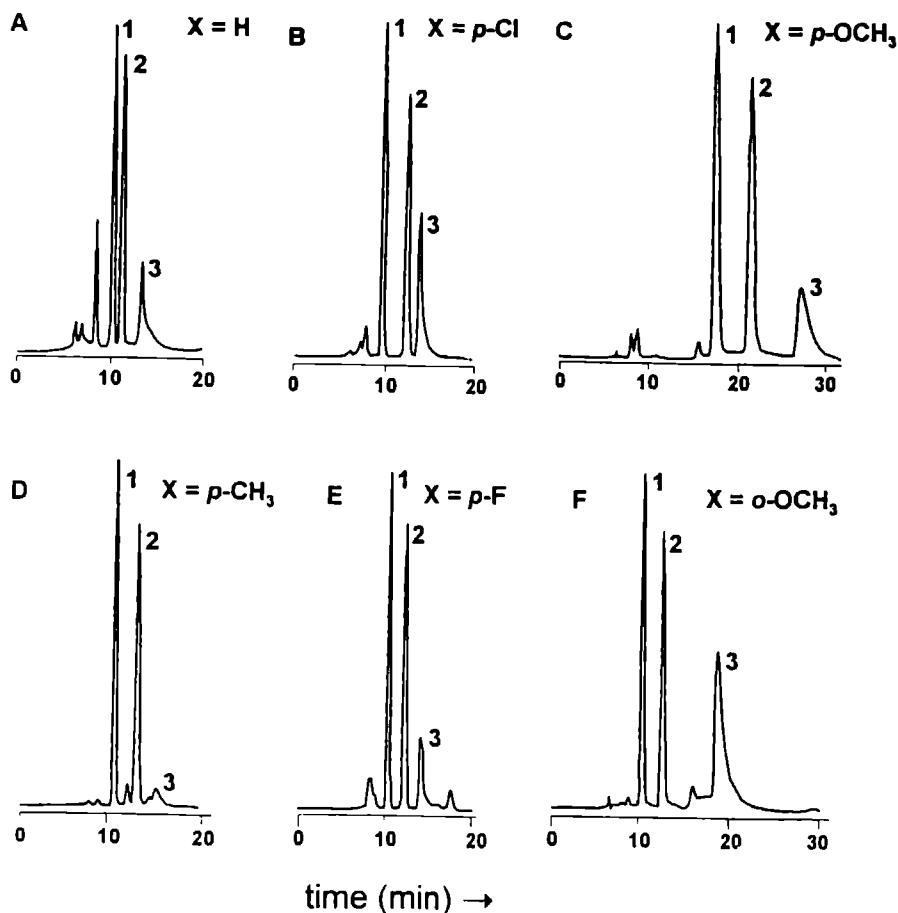 A X = H
1
2
3
0 10 20
B X = p-Cl
1
2
3
0 10 20
C X = p-OCH₃
1
2
3
0 10 20 30
D X = p-CH₃
1
2
3
0 10 20
E X = p-F
1
2
3
0 10 20
F X = o-OCH₃
1
2
3
0 10 20 30
time (min) →